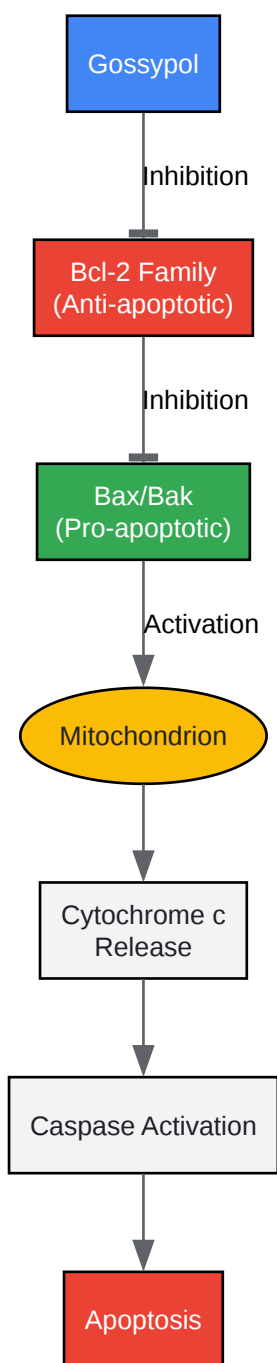 Gossypol
Inhibition
Bcl-2 Family
(Anti-apoptotic)
Inhibition
Bax/Bak
(Pro-apoptotic)
Activation
Mitochondrion
Cytochrome c
Release
Caspase Activation
Apoptosis